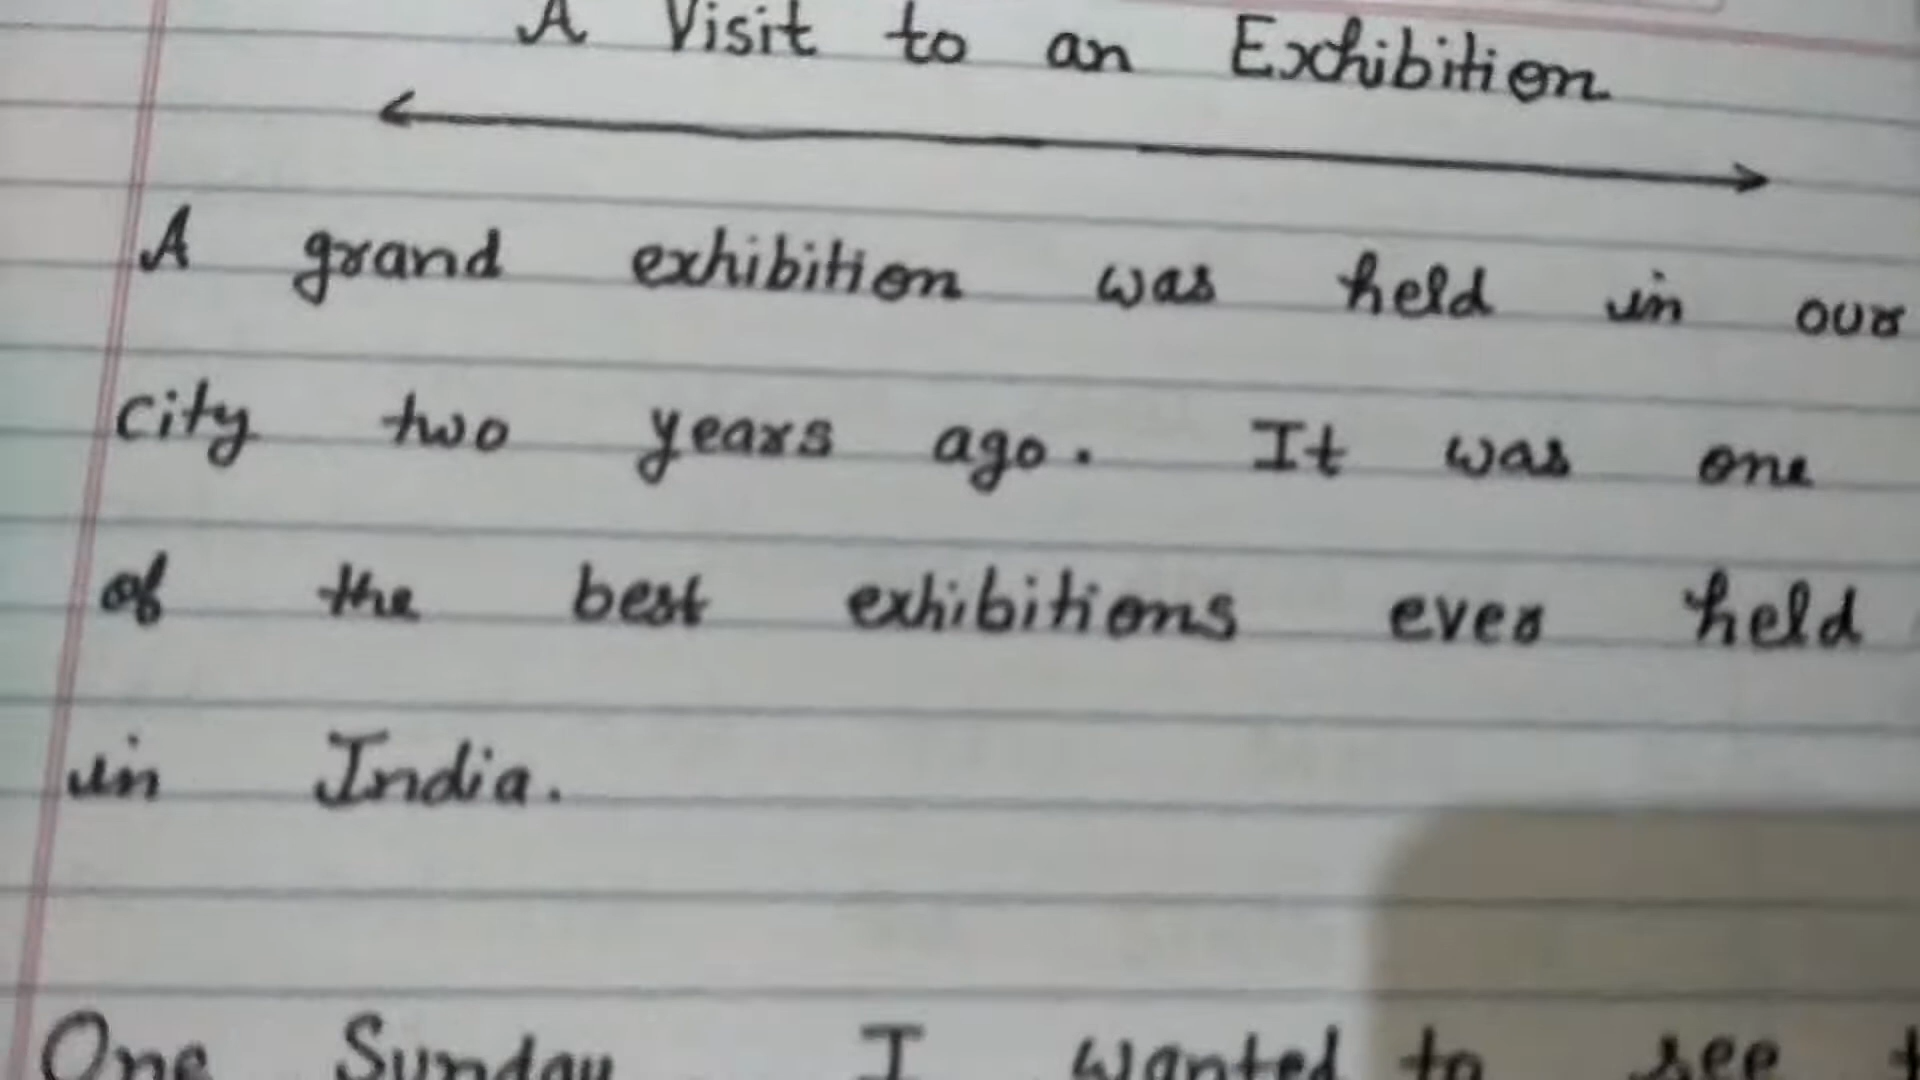 A Visit to an Exhibition
A grand exhibition was held in our
city two years ago. It was one
of the best exhibitions ever held
in India.
One Sunday I wanted to see